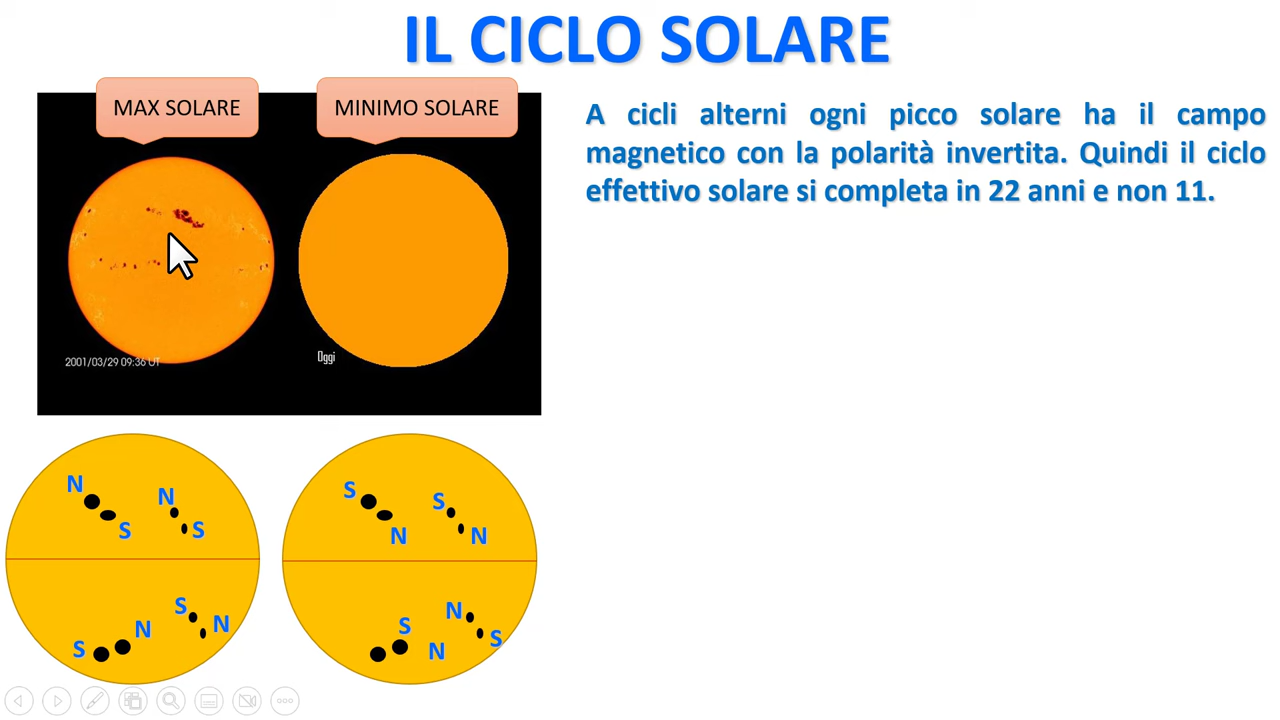 IL CICLO SOLARE
MAX SOLARE
MINIMO SOLARE
2001/03/29 09:36 UT
Oggi
A cicli alterni ogni picco solare ha il campo
magnetico con la polarità invertita. Quindi il ciclo
effettivo solare si completa in 22 anni e non 11.
N
N
S
S
S
N
S
N
S
S
N
N
N
S
S
N